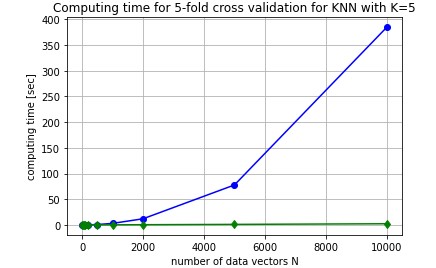 Computing time for 5-fold cross validation for KNN with K=5
400
350
300
250
200
150
100
50
0
computing time [sec]
0 2000 4000 6000 8000 10000
number of data vectors N